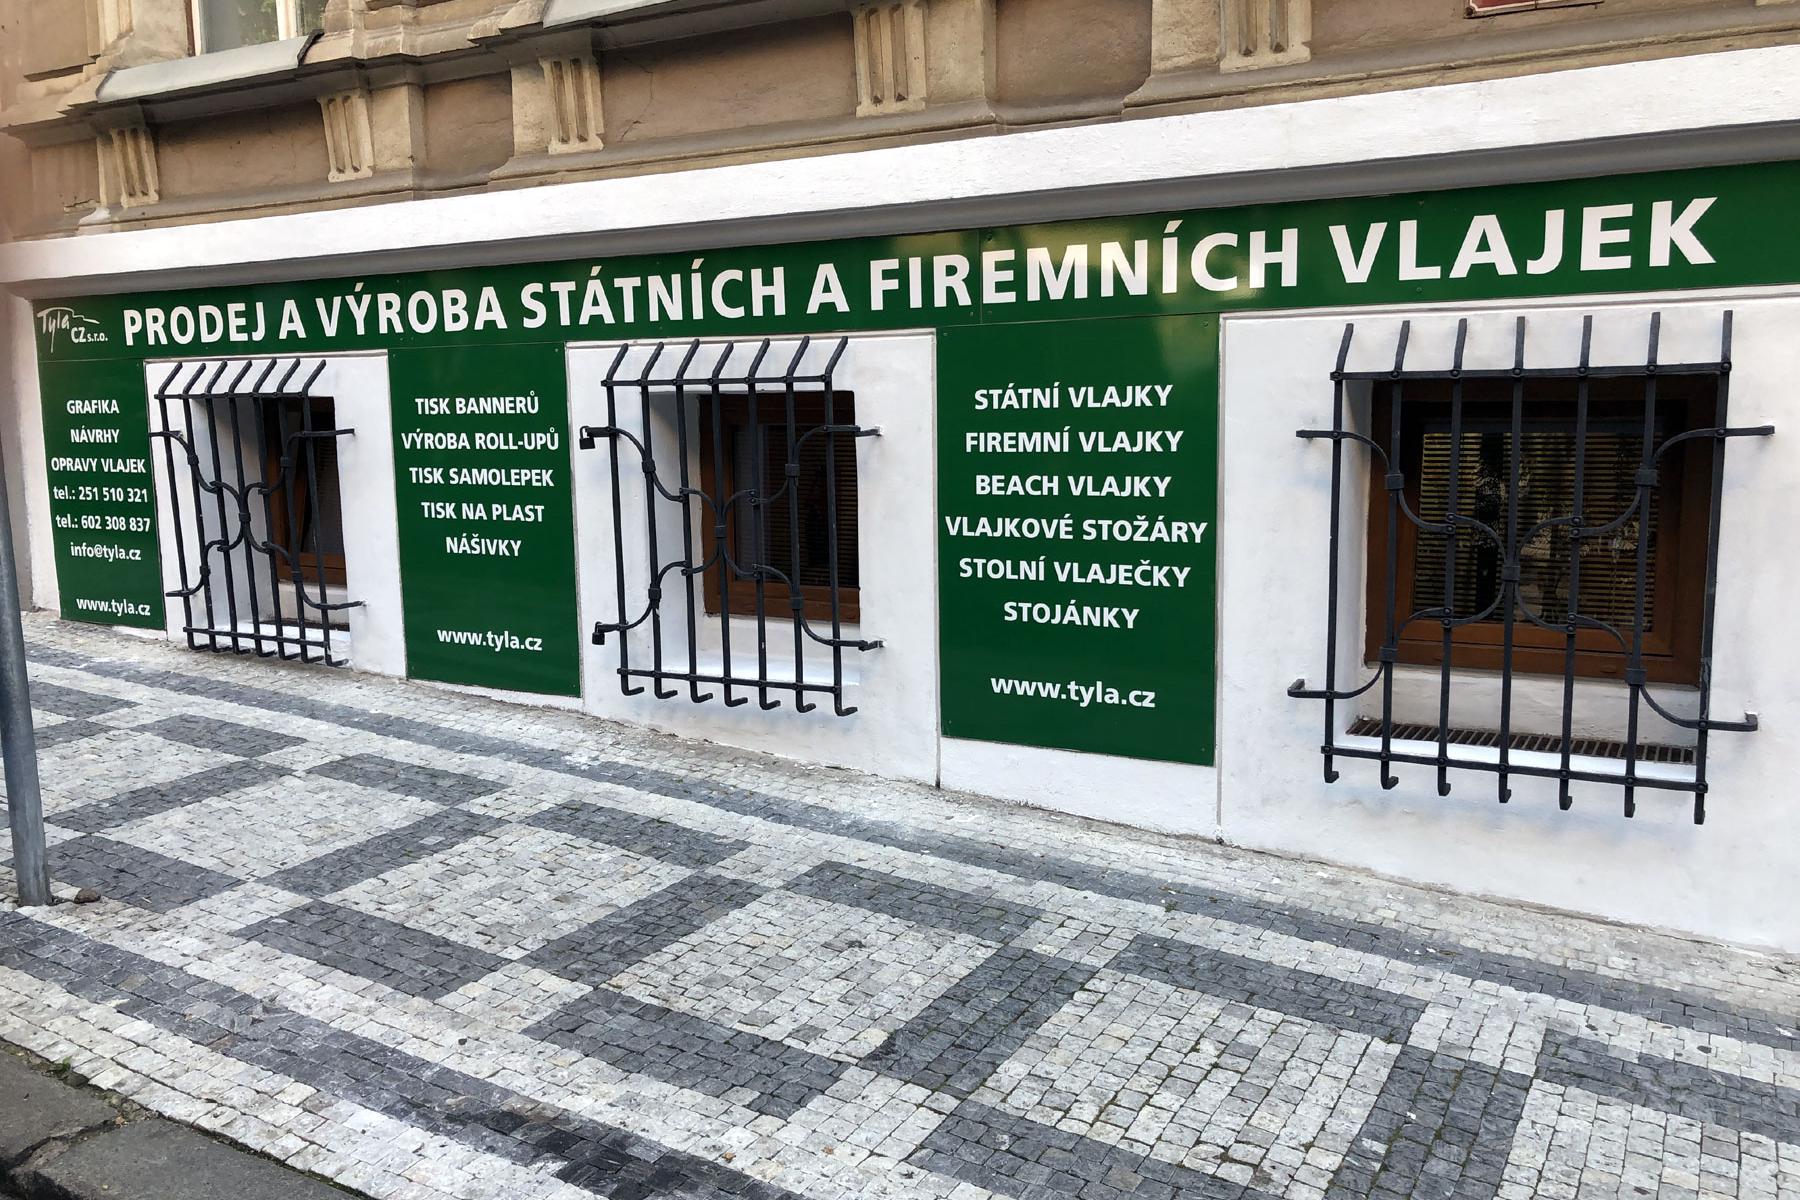 Tyla
CZ s.r.o.
PRODEJ A VÝROBA STÁTNÍCH A FIREMNÍCH VLAJEK
GRAFIKA
NÁVRHY
OPRAVY VLAJEK
tel.: 251 510 321
tel.: 602 308 837
info@tyla.cz
www.tyla.cz
TISK BANNERŮ
VÝROBA ROLL-UPŮ
TISK SAMOLEPEK
TISK NA PLAST
NÁŠIVKY
www.tyla.cz
STÁTNÍ VLAJKY
FIREMNÍ VLAJKY
BEACH VLAJKY
VLAJKOVÉ STOŽÁRY
STOLNÍ VLAJEČKY
STOJÁNKY
www.tyla.cz